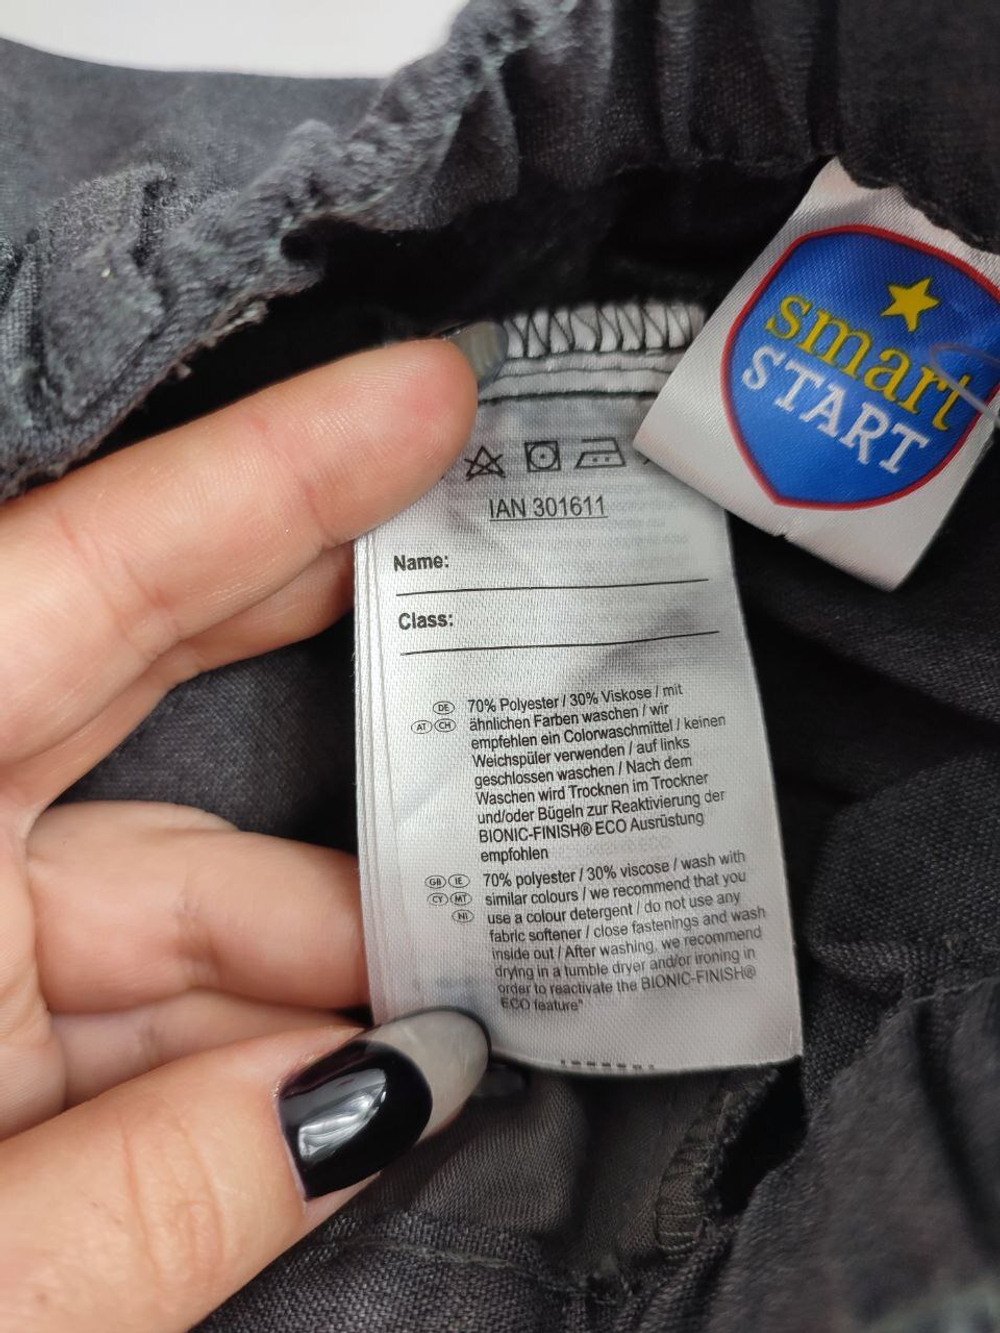 smart
START
IAN 301611
Name:
Class:
DE 70% Polyester / 30% Viskose / mit
AT CH ähnlichen Farben waschen / wir
empfehlen ein Colorwaschmittel / keinen
Weichspüler verwenden / auf links
geschlossen waschen / Nach dem
Waschen wird Trocknen im Trockner
und/oder Bügeln zur Reaktivierung der
BIONIC-FINISH® ECO Ausrüstung
empfohlen
GB IE 70% polyester / 30% viscose / wash with
CY MT similar colours / we recommend that you
NI use a colour detergent / do not use any
fabric softener / close fastenings and wash
inside out / After washing, we recommend
drying in a tumble dryer and/or ironing in
order to reactivate the BIONIC-FINISH®
ECO feature"